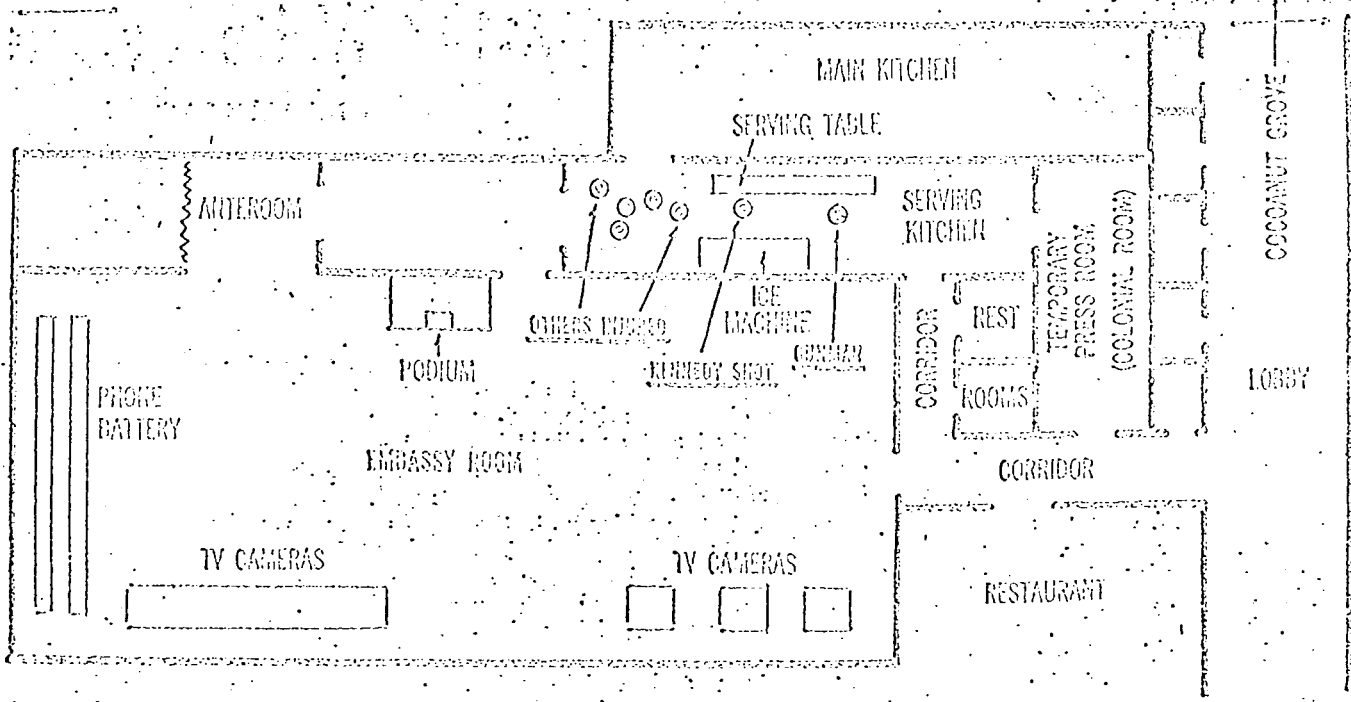 MAIN KITCHEN
COCOANUT GROVE
SERVING TABLE
ANTEROOM
SERVING
KITCHEN
TEMPORARY
PRESS ROOM
(COLONIAL ROOM)
OTHERS INJURED
ICE
MACHINE
REST
ROOMS
KENNEDY SHOT
GUNMAN
PODIUM
CORRIDOR
LOBBY
PHONE
BATTERY
EMBASSY ROOM
CORRIDOR
TV CAMERAS
TV CAMERAS
RESTAURANT